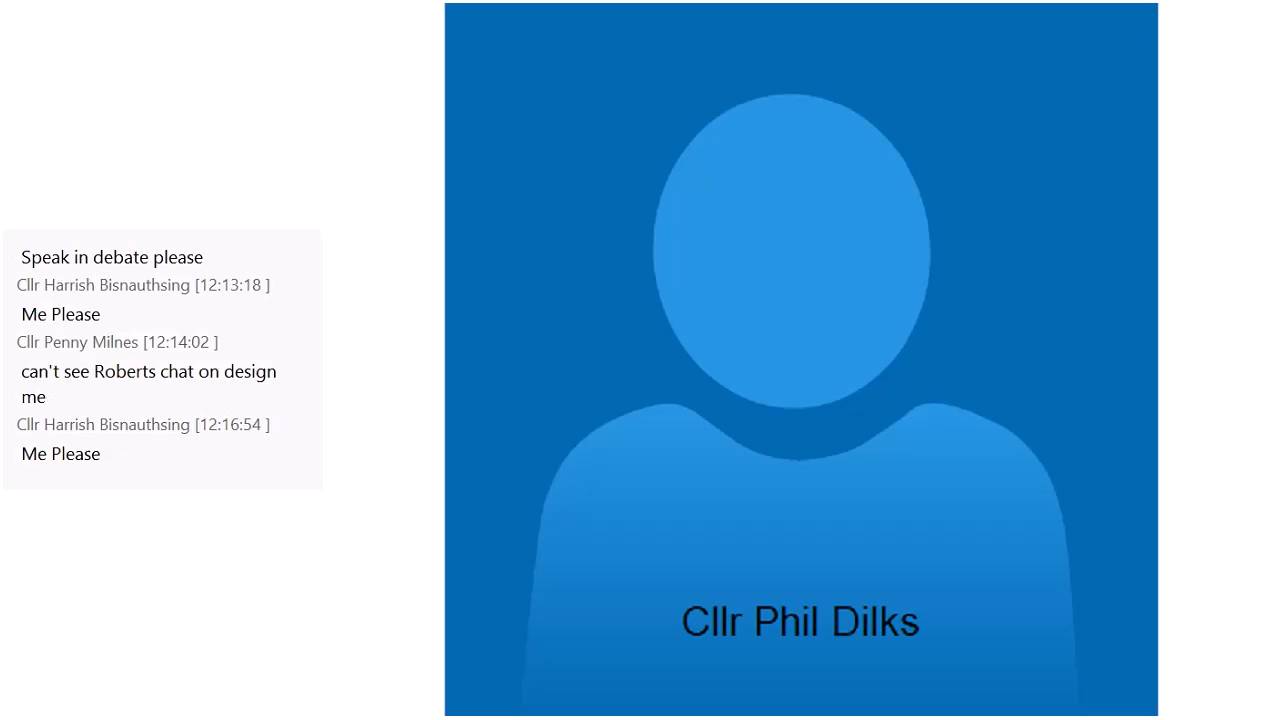 Speak in debate please
Cllr Harrish Bisnauthsing [12:13:18 ]
Me Please
Cllr Penny Milnes [12:14:02 ]
can't see Roberts chat on design
me
Cllr Harrish Bisnauthsing [12:16:54 ]
Me Please
Cllr Phil Dilks